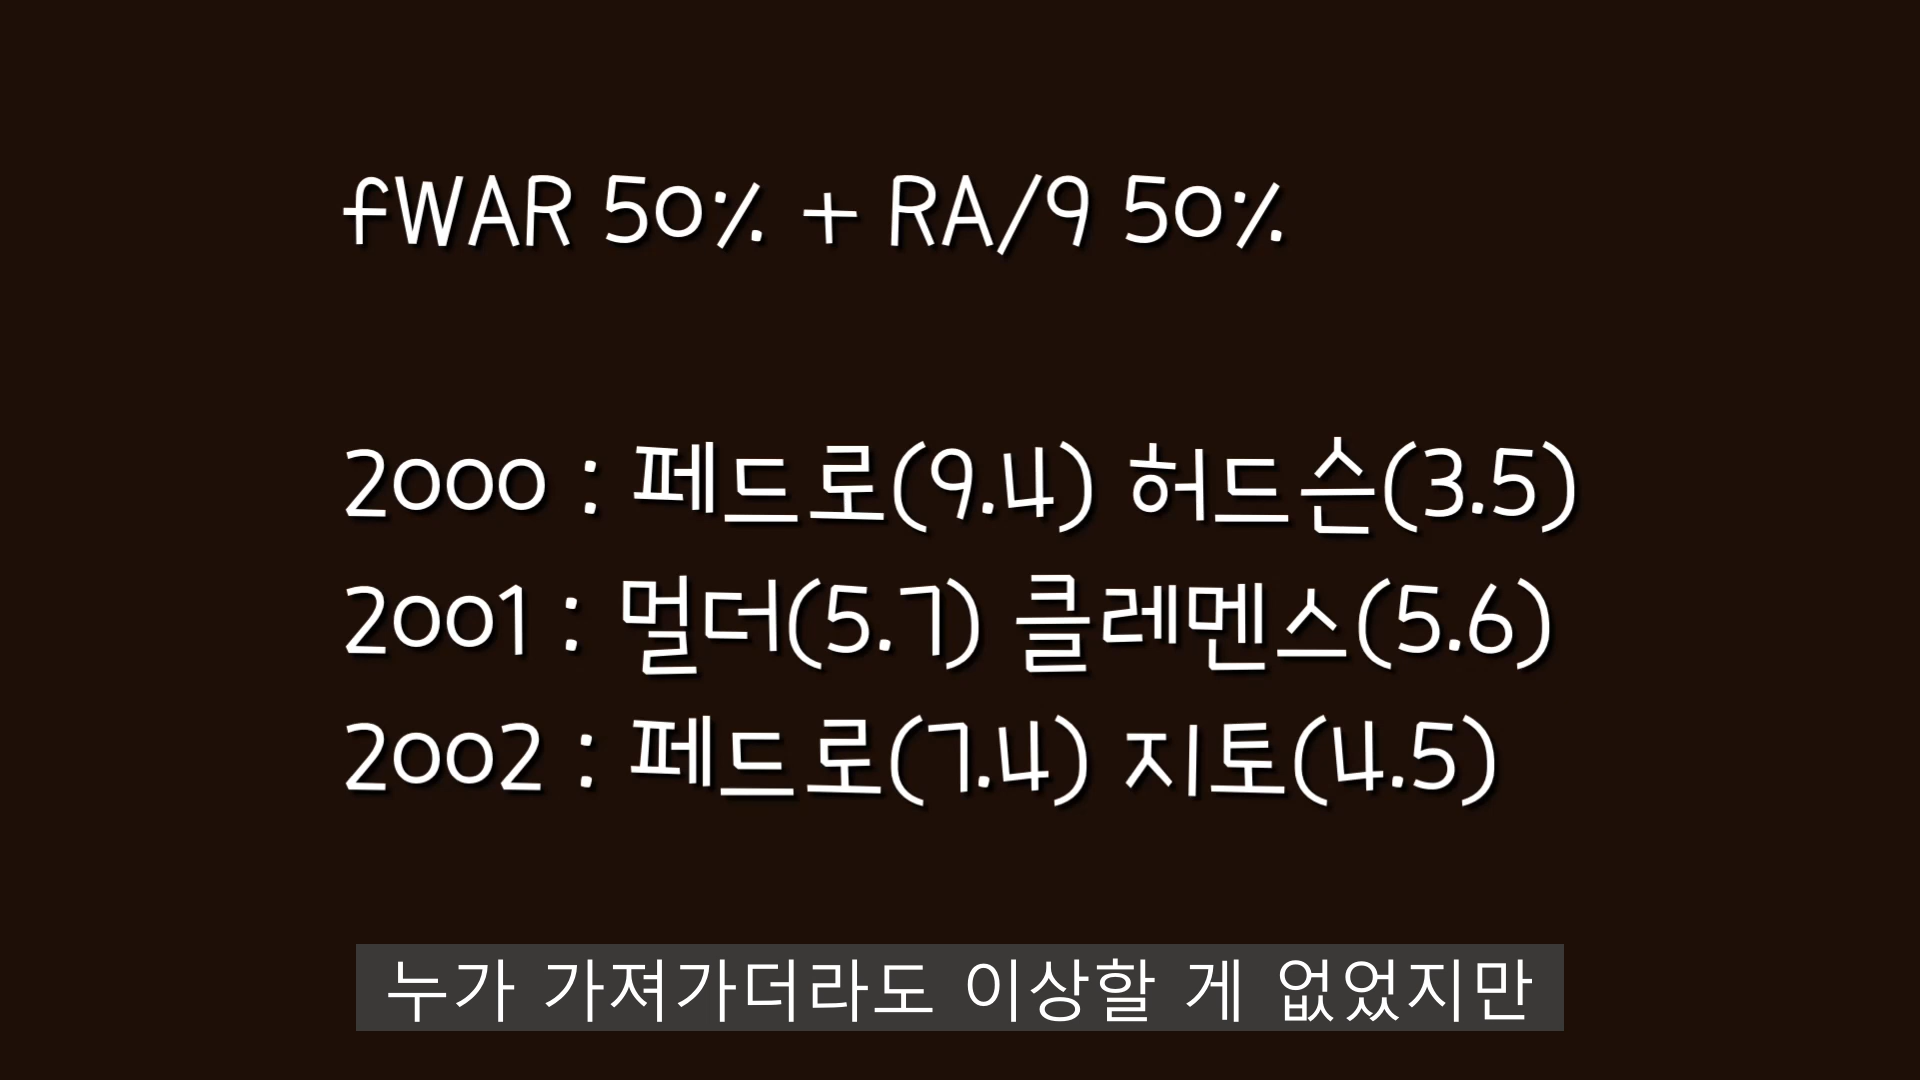 fWAR 50% + RA/9 50%
2000 : 페드로(9.4) 허드슨(3.5)
2001 : 멀더(5.7) 클레멘스(5.6)
2002 : 페드로(7.4) 지토(4.5)
누가 가져가더라도 이상할 게 없었지만